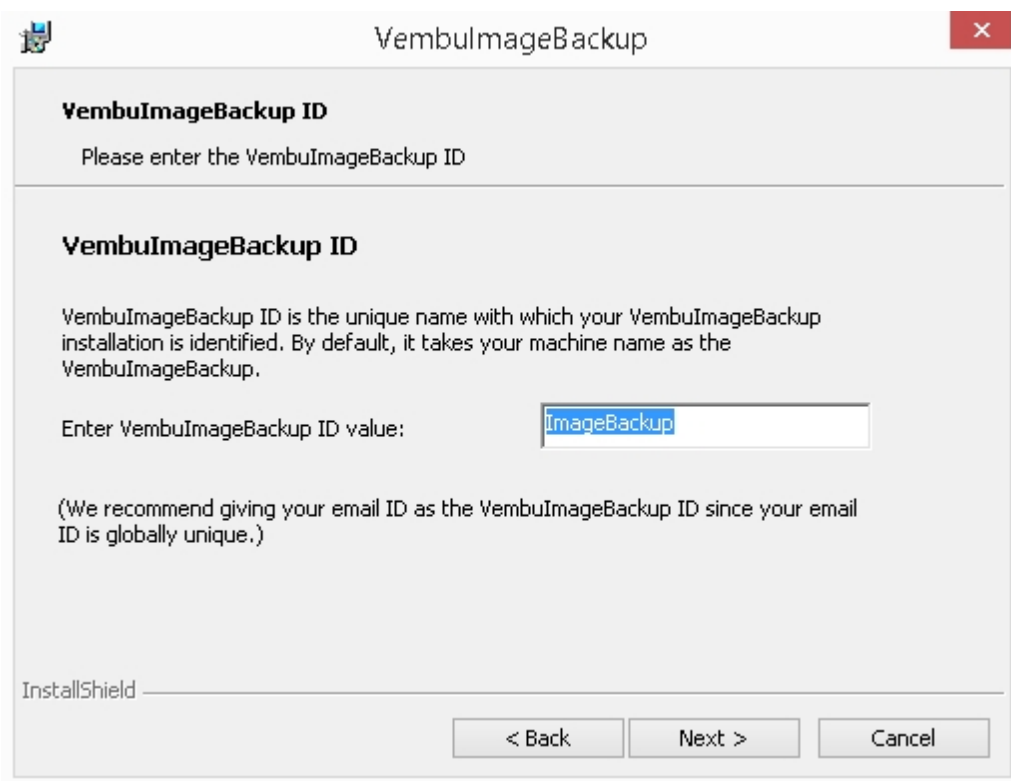 VembuImageBackup
VembuImageBackup ID
Please enter the VembuImageBackup ID
VembuImageBackup ID
VembuImageBackup ID is the unique name with which your VembuImageBackup
installation is identified. By default, it takes your machine name as the
VembuImageBackup.
Enter VembuImageBackup ID value: ImageBackup
(We recommend giving your email ID as the VembuImageBackup ID since your email
ID is globally unique.)
InstallShield
< Back Next > Cancel